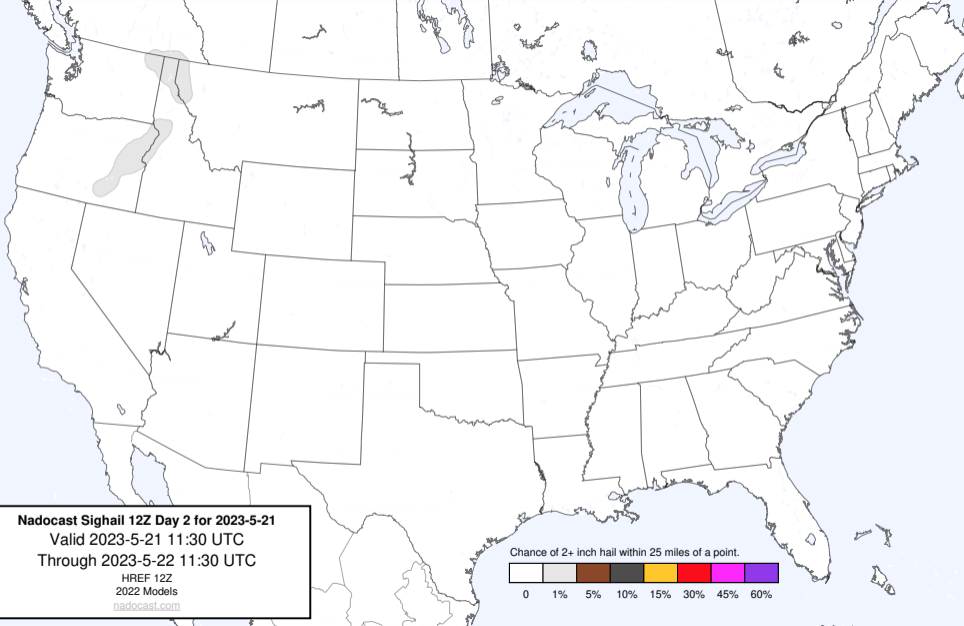 Nadocast Sighail 12Z Day 2 for 2023-5-21
Valid 2023-5-21 11:30 UTC
Through 2023-5-22 11:30 UTC
HREF 12Z
2022 Models
nadocast.com
Chance of 2+ inch hail within 25 miles of a point.
0 1% 5% 10% 15% 30% 45% 60%